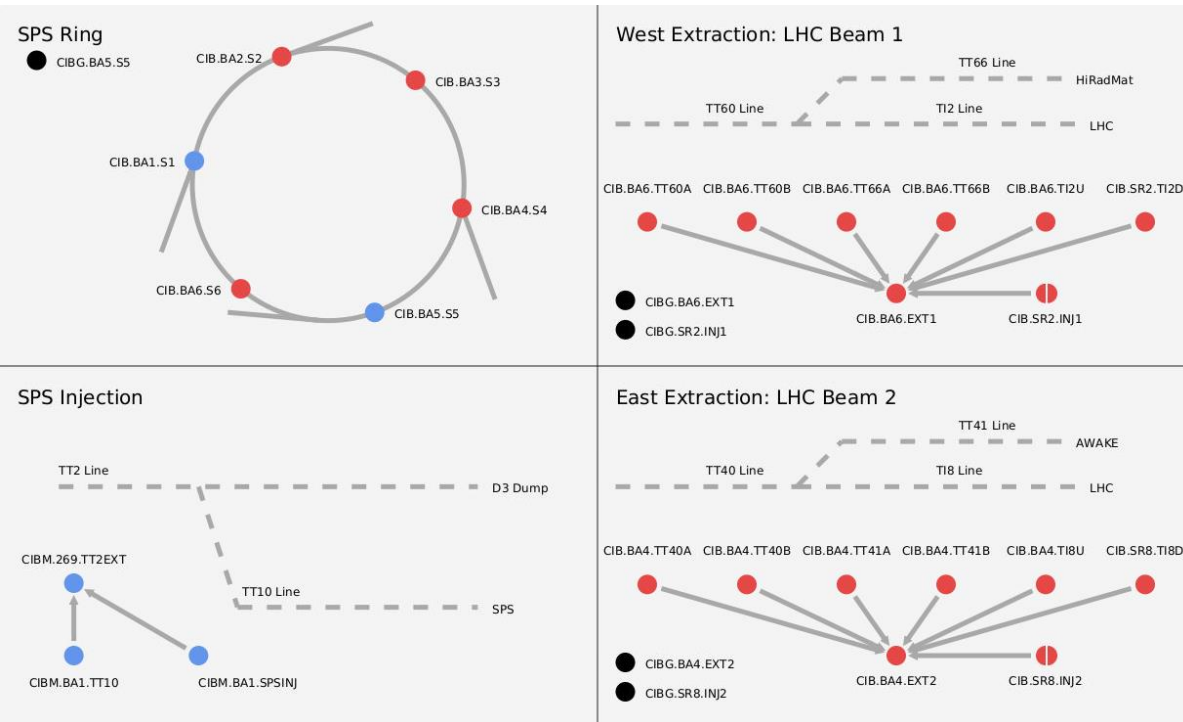 SPS Ring
CIBG.BA5.S5
CIB.BA2.S2
CIB.BA3.S3
CIB.BA1.S1
CIB.BA4.S4
CIB.BA6.S6
CIB.BA5.S5
West Extraction: LHC Beam 1
TT66 Line
HiRadMat
TT60 Line
TI2 Line
LHC
CIB.BA6.TT60A
CIB.BA6.TT60B
CIB.BA6.TT66A
CIB.BA6.TT66B
CIB.BA6.TI2U
CIB.SR2.TI2D
CIBG.BA6.EXT1
CIBG.SR2.INJ1
CIB.BA6.EXT1
CIB.SR2.INJ1
SPS Injection
TT2 Line
D3 Dump
CIBM.269.TT2EXT
TT10 Line
SPS
CIBM.BA1.TT10
CIBM.BA1.SPSINJ
East Extraction: LHC Beam 2
TT41 Line
AWAKE
TT40 Line
TI8 Line
LHC
CIB.BA4.TT40A
CIB.BA4.TT40B
CIB.BA4.TT41A
CIB.BA4.TT41B
CIB.BA4.TI8U
CIB.SR8.TI8D
CIBG.BA4.EXT2
CIBG.SR8.INJ2
CIB.BA4.EXT2
CIB.SR8.INJ2